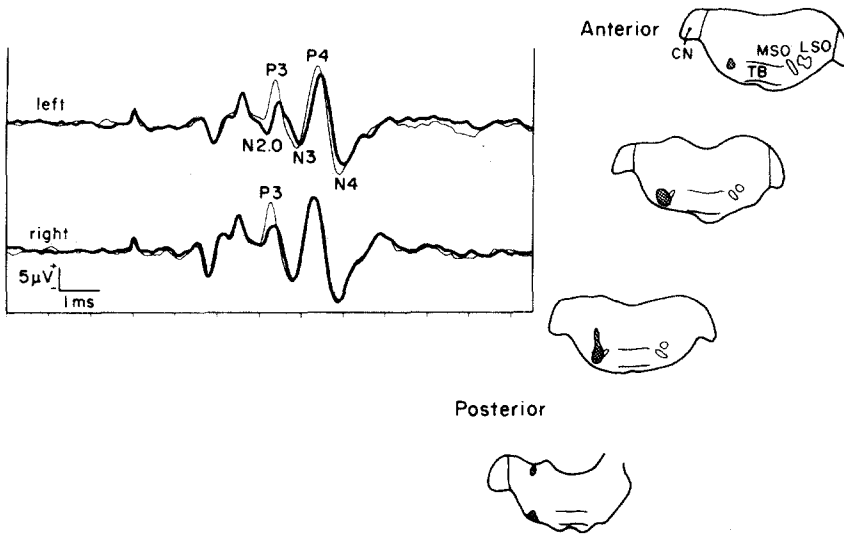 Anterior
CN
MSO
LSO
TB
P3
P4
left
N2.0
N3
N4
P3
right
5μV
+
-
1ms
Posterior